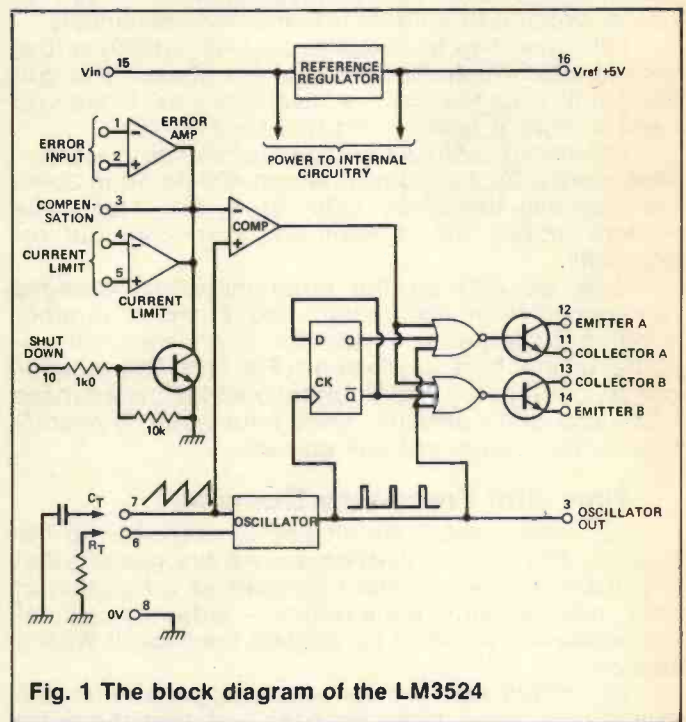 Vin 15
REFERENCE
REGULATOR
16 Vref +5V
POWER TO INTERNAL
CIRCUITRY
ERROR
INPUT
1
2
−
+
ERROR
AMP
COMPEN-
SATION
3
CURRENT
LIMIT
4
5
−
+
CURRENT LIMIT
−
+
COMP
SHUT
DOWN
10
1k0
10k
D Q
CK
Q̅
12
EMITTER A
11
COLLECTOR A
13
COLLECTOR B
14
EMITTER B
CT
7
RT
6
OSCILLATOR
3
OSCILLATOR
OUT
0V 8
Fig. 1 The block diagram of the LM3524